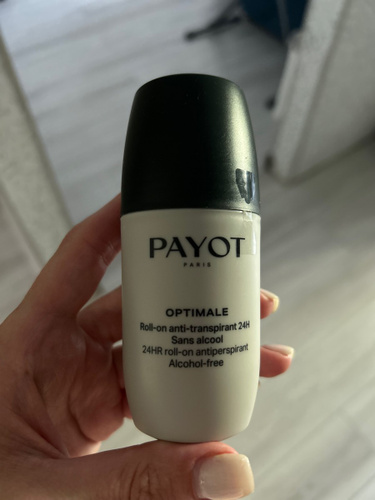 PAYOT
PARIS
OPTIMALE
Roll-on anti-transpirant 24H
Sans alcool
24HR roll-on antiperspirant
Alcohol-free